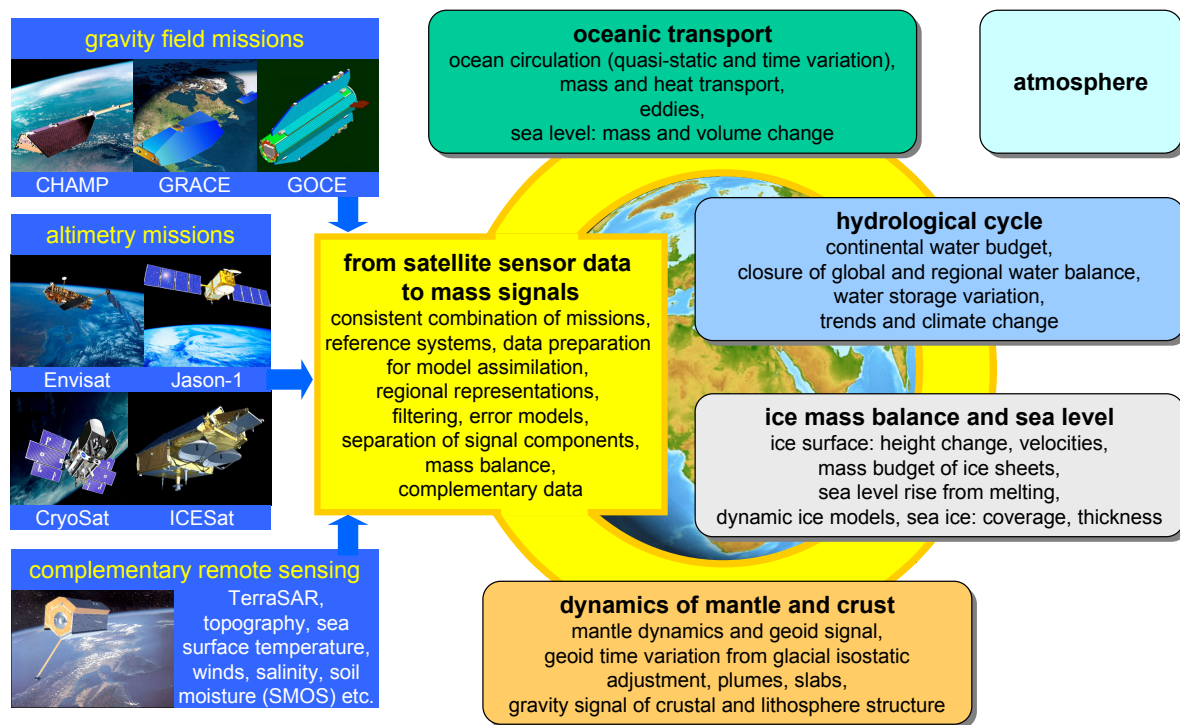 gravity field missions
CHAMP
GRACE
GOCE
altimetry missions
Envisat
Jason-1
CryoSat
ICESat
complementary remote sensing
TerraSAR,
topography, sea
surface temperature,
winds, salinity, soil
moisture (SMOS) etc.
from satellite sensor data
to mass signals
consistent combination of missions,
reference systems, data preparation
for model assimilation,
regional representations,
filtering, error models,
separation of signal components,
mass balance,
complementary data
oceanic transport
ocean circulation (quasi-static and time variation),
mass and heat transport,
eddies,
sea level: mass and volume change
atmosphere
hydrological cycle
continental water budget,
closure of global and regional water balance,
water storage variation,
trends and climate change
ice mass balance and sea level
ice surface: height change, velocities,
mass budget of ice sheets,
sea level rise from melting,
dynamic ice models, sea ice: coverage, thickness
dynamics of mantle and crust
mantle dynamics and geoid signal,
geoid time variation from glacial isostatic
adjustment, plumes, slabs,
gravity signal of crustal and lithosphere structure